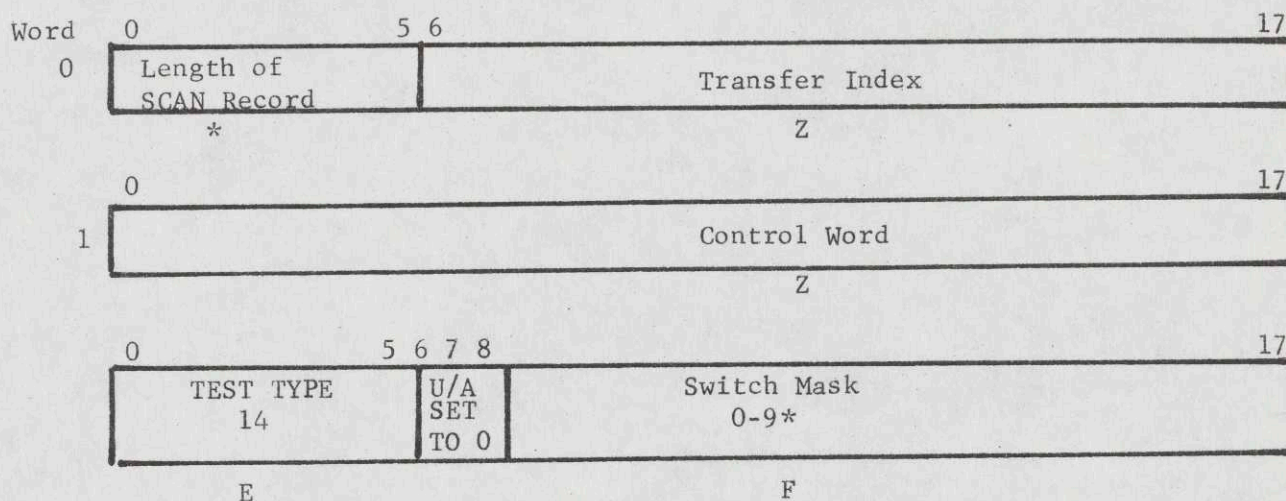 Word 0 5 6 17
0 Length of
SCAN Record Transfer Index
* Z
0 17
1 Control Word
Z
0 5 6 7 8 17
TEST TYPE U/A Switch Mask
14 SET 0-9*
TO 0
E F